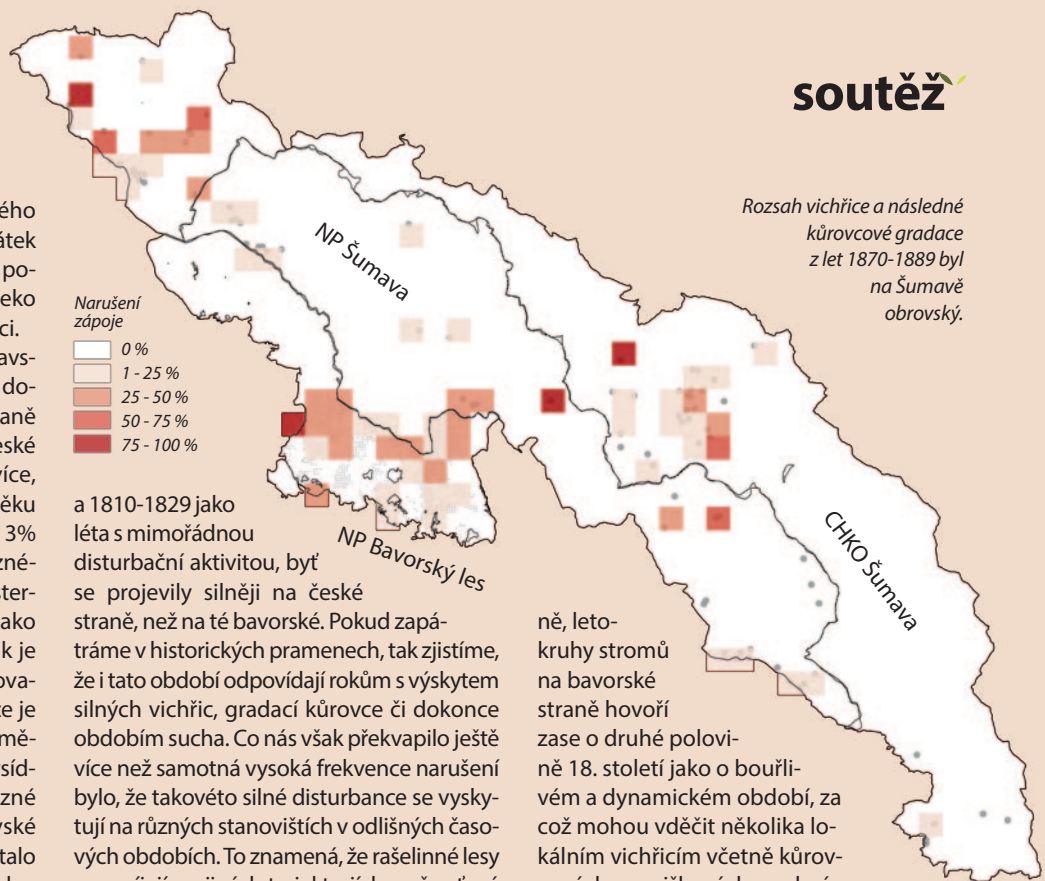 soutěž
Rozsah vichřice a následné
kůrovcové gradace
z let 1870-1889 byl
na Šumavě
obrovský.
NP Šumava
NP Bavorský les
CHKO Šumava
Narušení
zápoje
0 %
1 - 25 %
25 - 50 %
50 - 75 %
75 - 100 %
ého
átek
po-
eko
ci.
avs-
do-
aně
eské
více,
ěku
3%
zné-
ster-
ako
k je
ova-
e je
mě-
síd-
zné
ské
talo
a 1810-1829 jako
léta s mimořádnou
disturbační aktivitou, byť
se projevily silněji na české
straně, než na té bavorské. Pokud zapá-
tráme v historických pramenech, tak zjistíme,
že i tato období odpovídají rokům s výskytem
silných vichřic, gradací kůrovce či dokonce
obdobím sucha. Co nás však překvapilo ještě
více než samotná vysoká frekvence narušení
bylo, že takovéto silné disturbance se vysky-
tují na různých stanovištích v odlišných časo-
vých obdobích. To znamená, že rašelinné lesy
ně, leto-
kruhy stromů
na bavorské
straně hovoří
zase o druhé polovi-
ně 18. století jako o bouřli-
vém a dynamickém období, za
což mohou vděčit několika lo-
kálním vichřicím včetně kůrov-